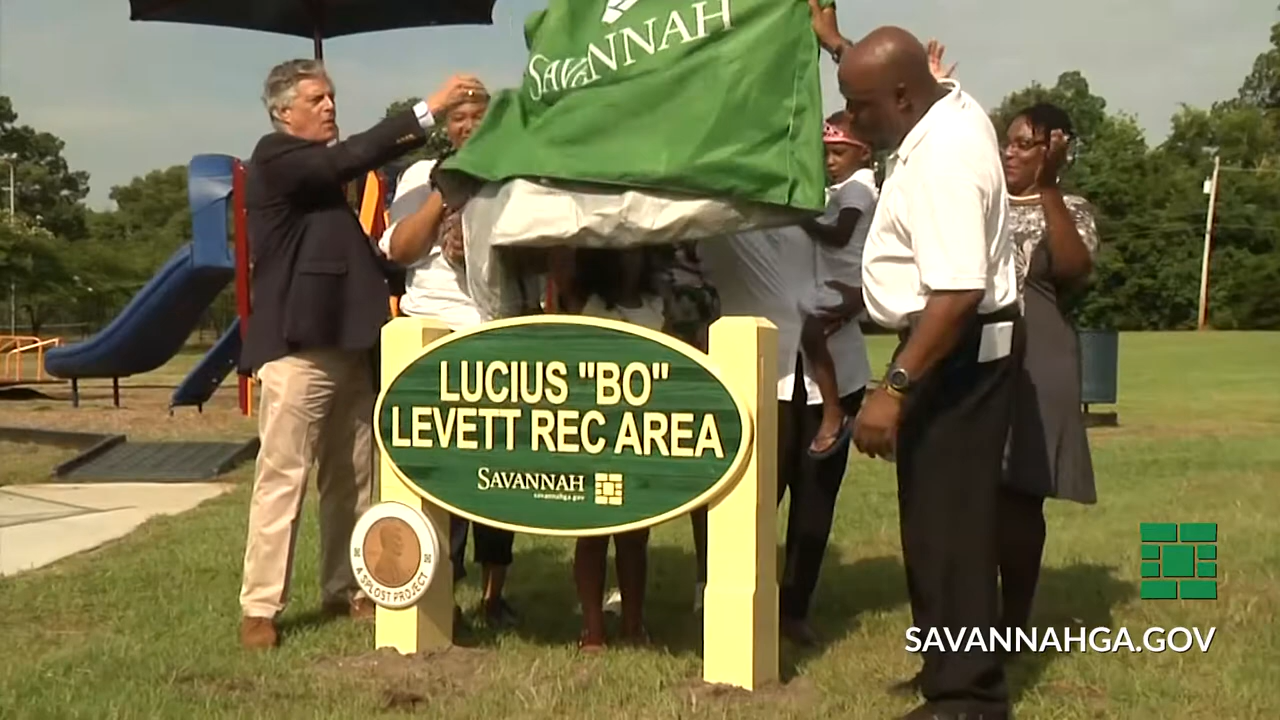 SAVANNAH
LUCIUS "BO"
LEVETT REC AREA
SAVANNAH
savannahga.gov
A SPLOST PROJECT
SAVANNAHGA.GOV